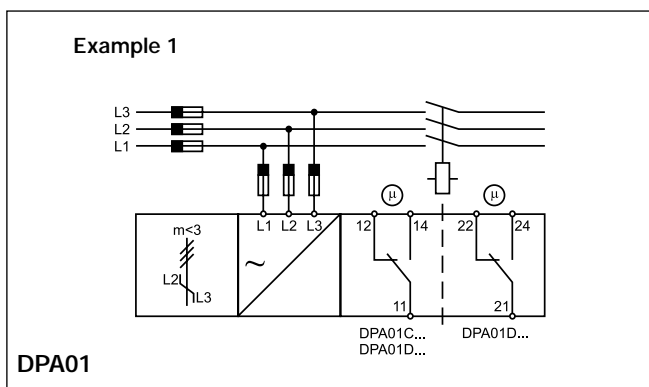 Example 1
L3
L2
L1
μ μ
m<3
L2
L3
L1 L2 L3
~
12 14 22 24
11 21
DPA01C...
DPA01D...
DPA01D...
DPA01